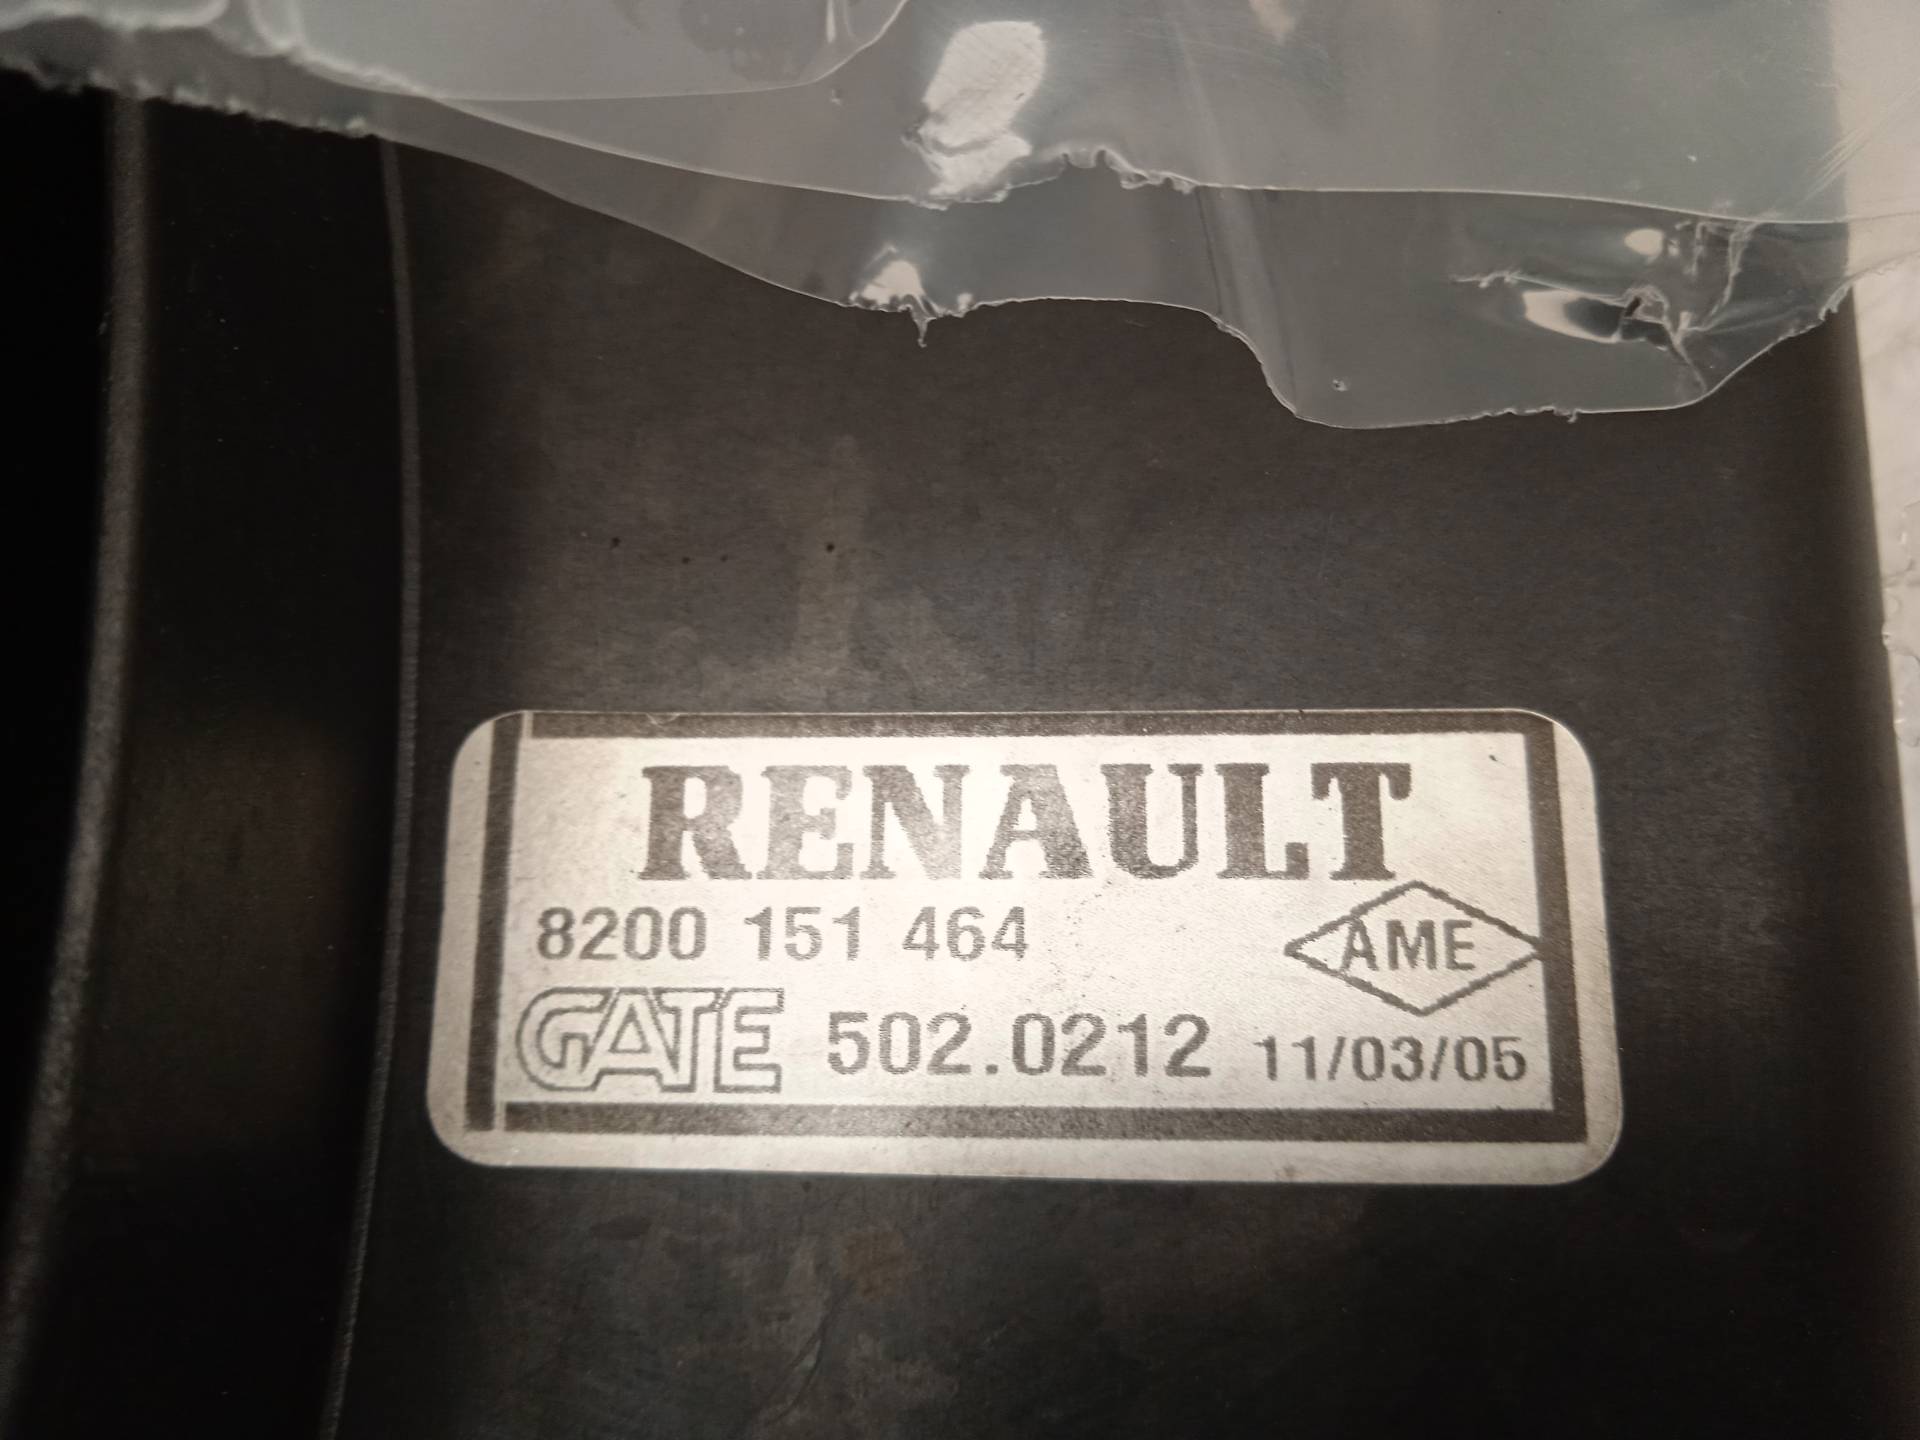 RENAULT
8200 151 464
AME
GATE 502.0212 11/03/05